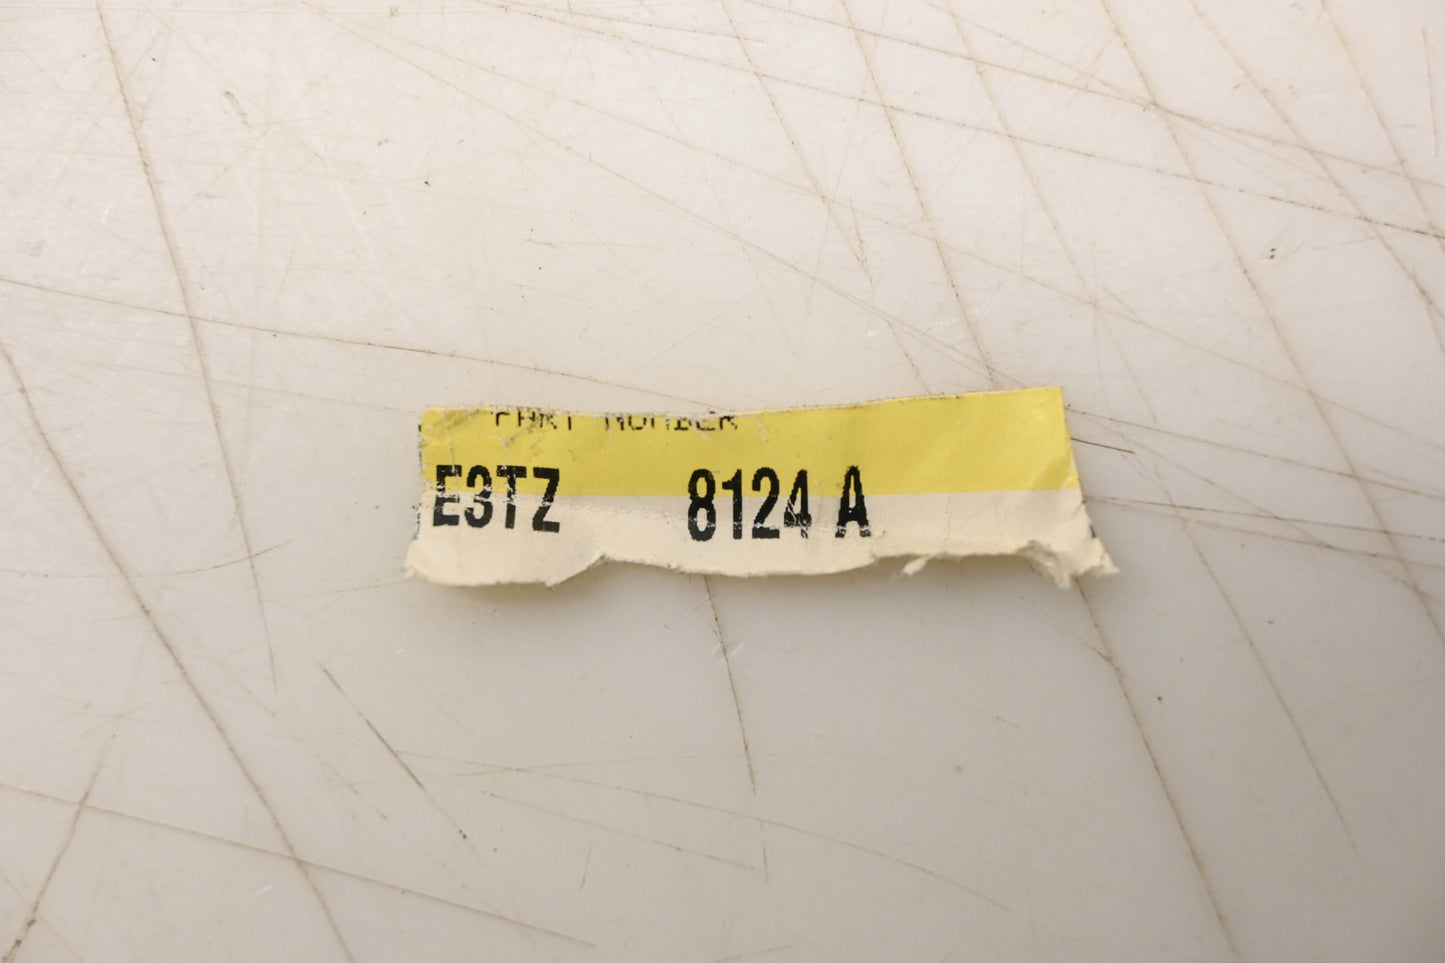 PART NUMBER
E3TZ 8124 A